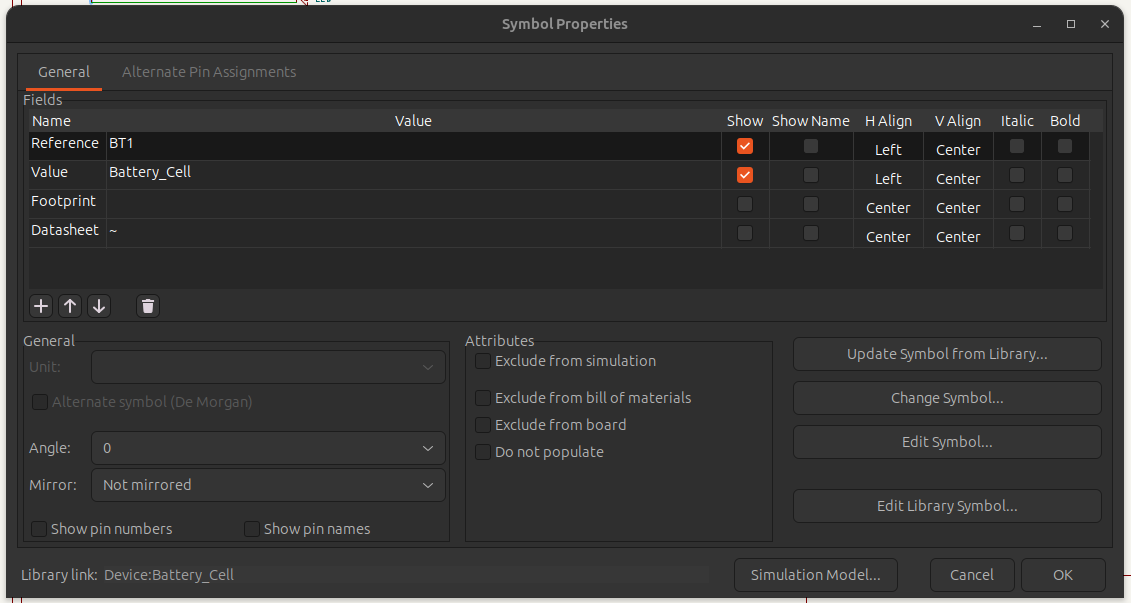 Symbol Properties
General Alternate Pin Assignments
Fields
Name Value Show Show Name H Align V Align Italic Bold
Reference BT1 Left Center
Value Battery_Cell Left Center
Footprint Center Center
Datasheet ~ Center Center
General
Unit:
Alternate symbol (De Morgan)
Angle: 0
Mirror: Not mirrored
Show pin numbers Show pin names
Attributes
Exclude from simulation
Exclude from bill of materials
Exclude from board
Do not populate
Update Symbol from Library...
Change Symbol...
Edit Symbol...
Edit Library Symbol...
Library link: Device:Battery_Cell
Simulation Model... Cancel OK